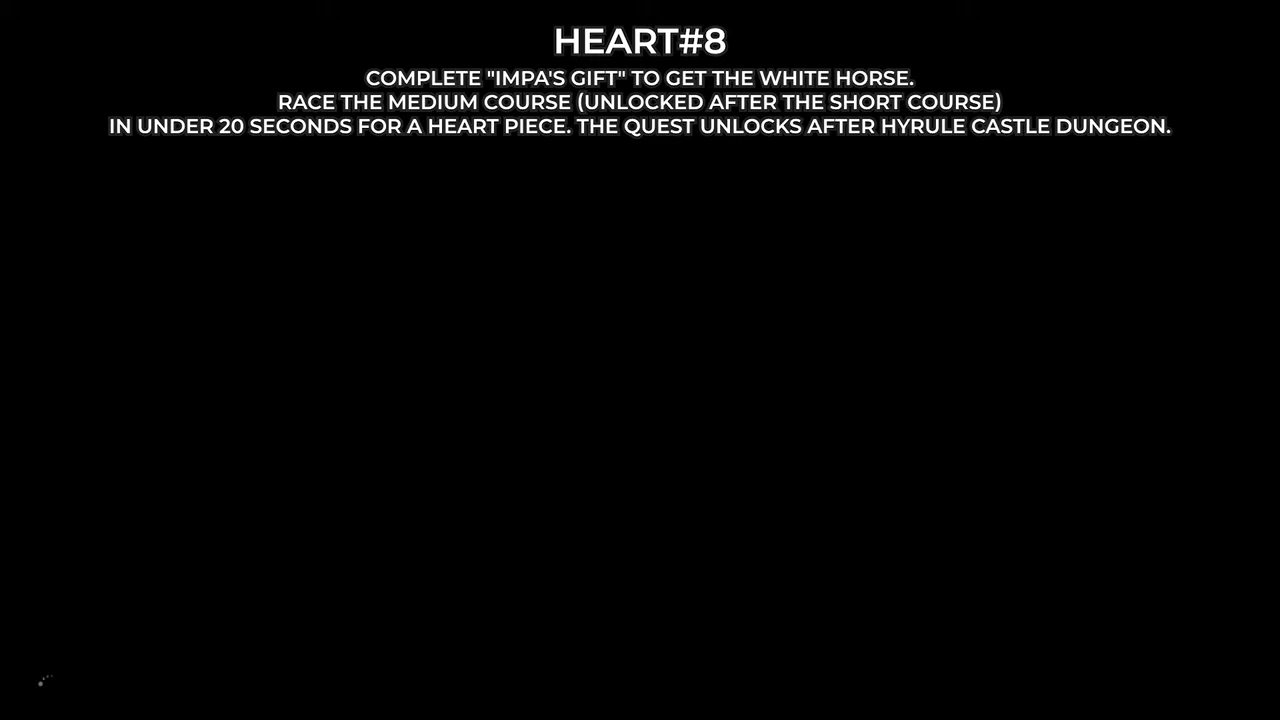 HEART#8
COMPLETE "IMPA'S GIFT" TO GET THE WHITE HORSE.
RACE THE MEDIUM COURSE (UNLOCKED AFTER THE SHORT COURSE)
IN UNDER 20 SECONDS FOR A HEART PIECE. THE QUEST UNLOCKS AFTER HYRULE CASTLE DUNGEON.